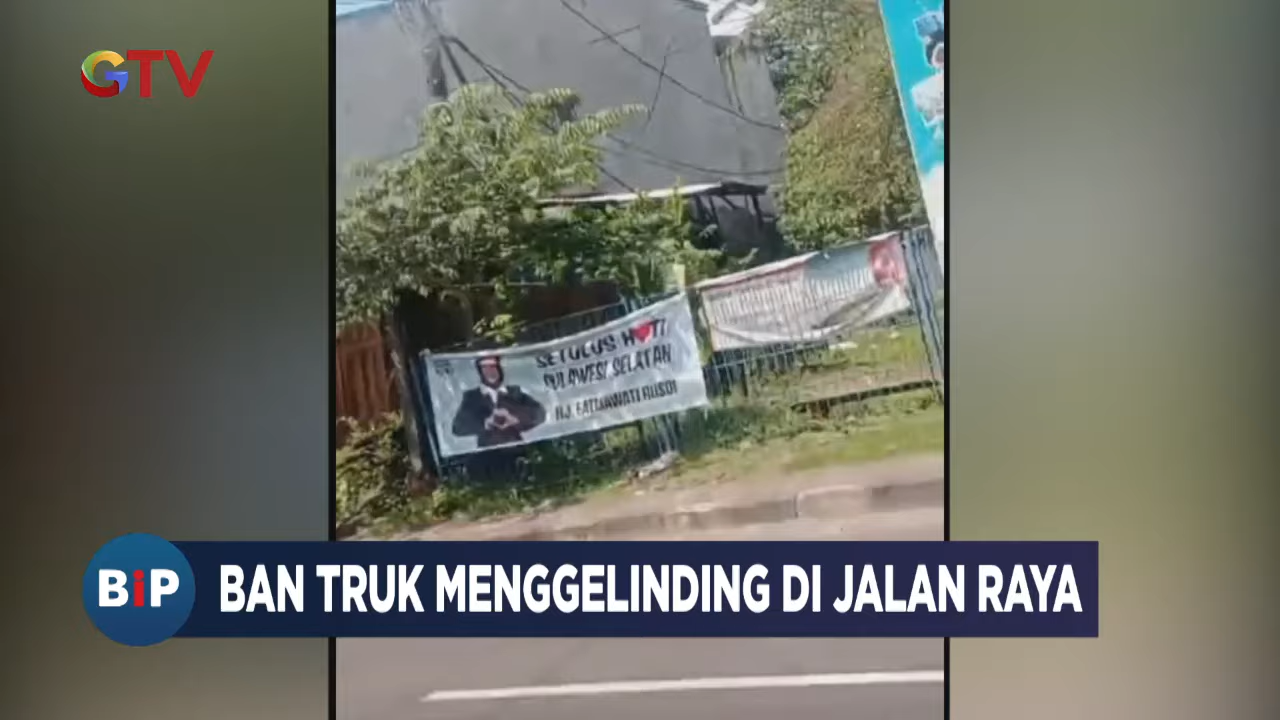 GTV
SETULUS HATI
SULAWESI SELATAN
HJ. FATMAWATI RUSDI
BiP
BAN TRUK MENGGELINDING DI JALAN RAYA